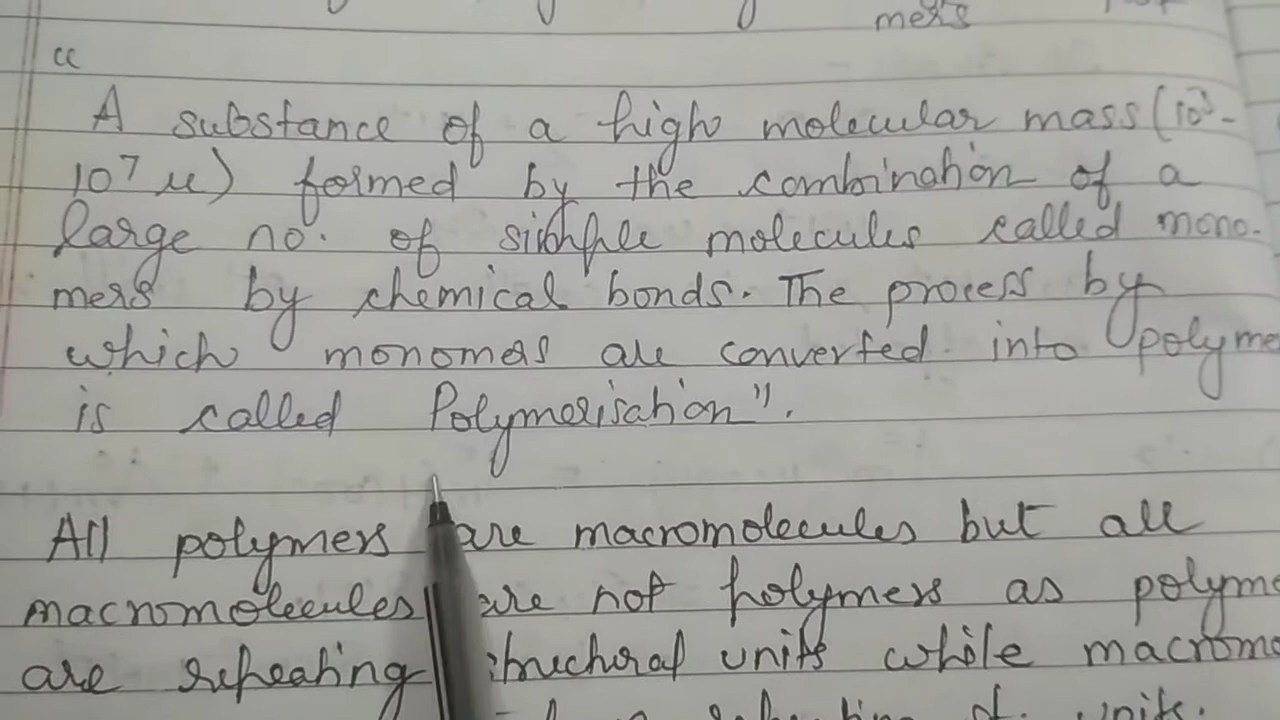 mers
“
A substance of a high molecular mass (10³-
10⁷ u) formed by the combination of a
large no. of simple molecules called mono-
mers by chemical bonds. The process by
which monomers are converted into polyme
is called Polymerisation".
All polymers are macromolecules but all
macromolecules are not polymers as polyme
are repeating structural units while macromo
of units.